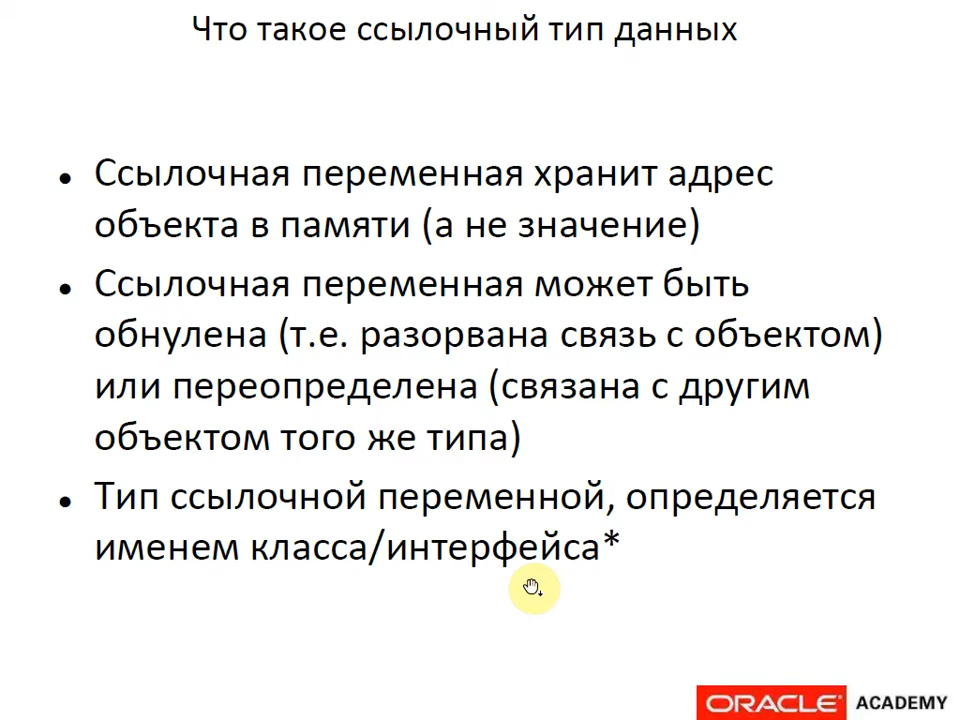 Что такое ссылочный тип данных
• Ссылочная переменная хранит адрес
объекта в памяти (а не значение)
• Ссылочная переменная может быть
обнулена (т.е. разорвана связь с объектом)
или переопределена (связана с другим
объектом того же типа)
• Тип ссылочной переменной, определяется
именем класса/интерфейса*
ORACLE® ACADEMY